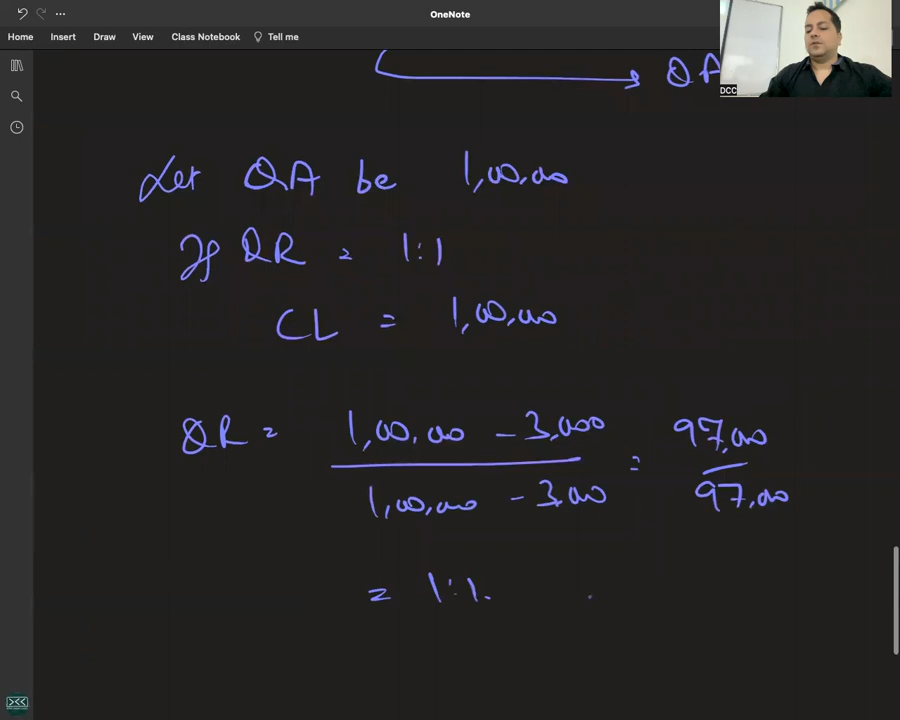 OneNote
Home Insert Draw View Class Notebook Tell me
DCC
QA
Let QA be 1,00,000
If QR = 1:1
CL = 1,00,000
QR = 1,00,000 - 3,000 = 97,000
1,00,000 - 3,000 97,000
= 1:1.